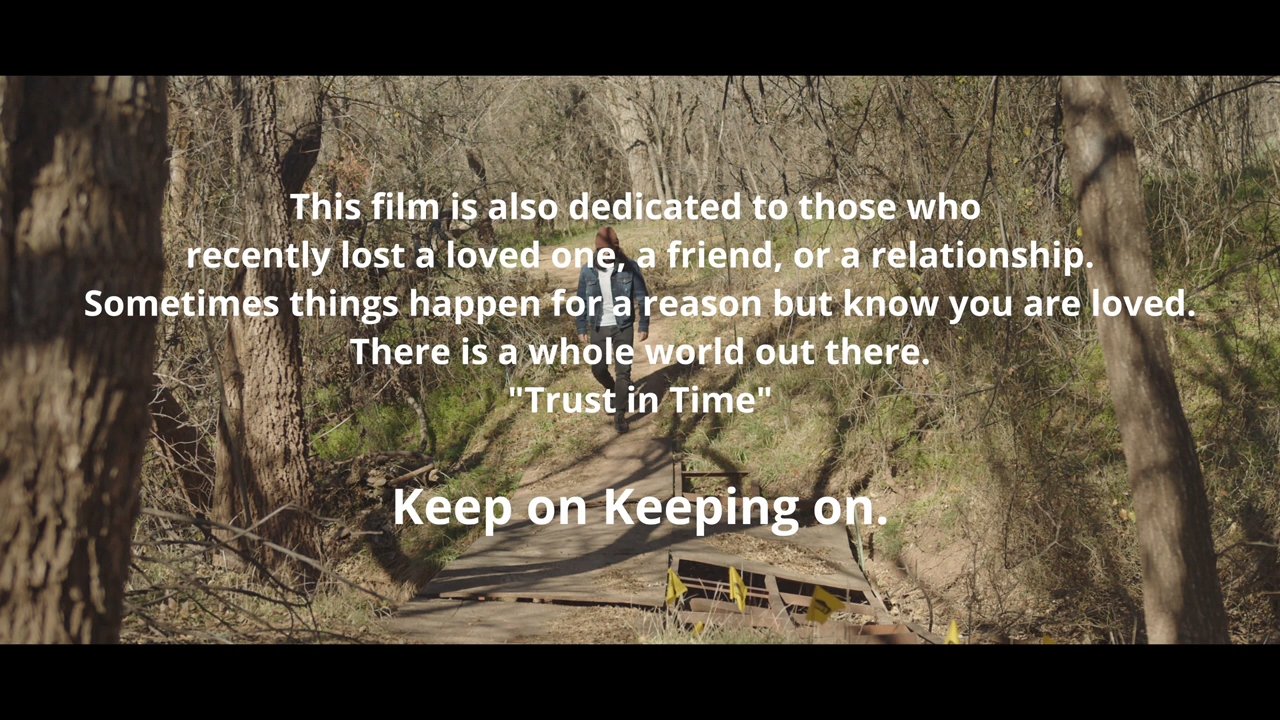 This film is also dedicated to those who
recently lost a loved one, a friend, or a relationship.
Sometimes things happen for a reason but know you are loved.
There is a whole world out there.
"Trust in Time"
Keep on Keeping on.